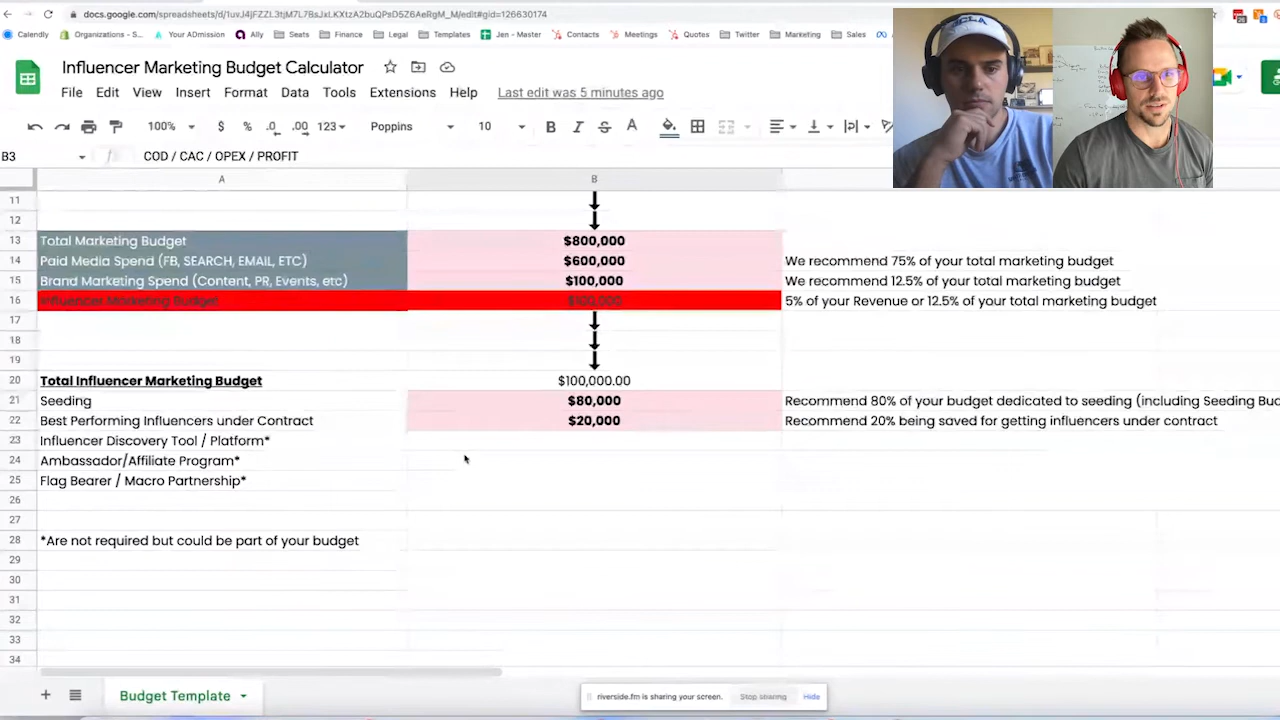 docs.google.com/spreadsheets/d/1uvJ4jFZZL3tjM7L7BsJxLKXtzA2buQPsD5Z6AeRgM_M/edit#gid=126630174
Calendly Organizations - S... Your ADmission Ally Seats Finance Legal Templates Jen - Master Contacts Meetings Quotes Twitter Marketing Sales
Influencer Marketing Budget Calculator
File Edit View Insert Format Data Tools Extensions Help Last edit was 5 minutes ago
100% $ % .0 .00 123 Poppins 10 B I S A
B3 COD / CAC / OPEX / PROFIT
A B
11
12
13 Total Marketing Budget $800,000
14 Paid Media Spend (FB, SEARCH, EMAIL, ETC) $600,000 We recommend 75% of your total marketing budget
15 Brand Marketing Spend (Content, PR, Events, etc) $100,000 We recommend 12.5% of your total marketing budget
16 Influencer Marketing Budget $100,000 5% of your Revenue or 12.5% of your total marketing budget
17
18
19
20 Total Influencer Marketing Budget $100,000.00
21 Seeding $80,000 Recommend 80% of your budget dedicated to seeding (including Seeding Bud
22 Best Performing Influencers under Contract $20,000 Recommend 20% being saved for getting influencers under contract
23 Influencer Discovery Tool / Platform*
24 Ambassador/Affiliate Program*
25 Flag Bearer / Macro Partnership*
26
27
28 *Are not required but could be part of your budget
29
30
31
32
33
34
Budget Template
riverside.fm is sharing your screen. Stop sharing Hide